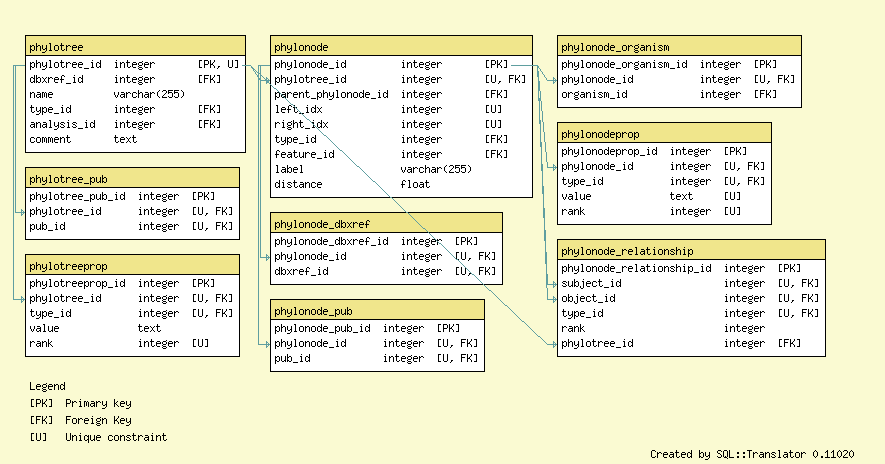 phylotree
phylotree_id integer [PK, U]
dbxref_id integer [FK]
name varchar(255)
type_id integer [FK]
analysis_id integer [FK]
comment text
phylotree_pub
phylotree_pub_id integer [PK]
phylotree_id integer [U, FK]
pub_id integer [U, FK]
phylotreeprop
phylotreeprop_id integer [PK]
phylotree_id integer [U, FK]
type_id integer [U, FK]
value text
rank integer [U]
phylonode
phylonode_id integer [PK]
phylotree_id integer [U, FK]
parent_phylonode_id integer [FK]
left_idx integer [U]
right_idx integer [U]
type_id integer [FK]
feature_id integer [FK]
label varchar(255)
distance float
phylonode_dbxref
phylonode_dbxref_id integer [PK]
phylonode_id integer [U, FK]
dbxref_id integer [U, FK]
phylonode_pub
phylonode_pub_id integer [PK]
phylonode_id integer [U, FK]
pub_id integer [U, FK]
phylonode_organism
phylonode_organism_id integer [PK]
phylonode_id integer [U, FK]
organism_id integer [FK]
phylonodeprop
phylonodeprop_id integer [PK]
phylonode_id integer [U, FK]
type_id integer [U, FK]
value text [U]
rank integer [U]
phylonode_relationship
phylonode_relationship_id integer [PK]
subject_id integer [U, FK]
object_id integer [U, FK]
type_id integer [U, FK]
rank integer
phylotree_id integer [FK]
Legend
[PK] Primary key
[FK] Foreign Key
[U] Unique constraint
Created by SQL::Translator 0.11020